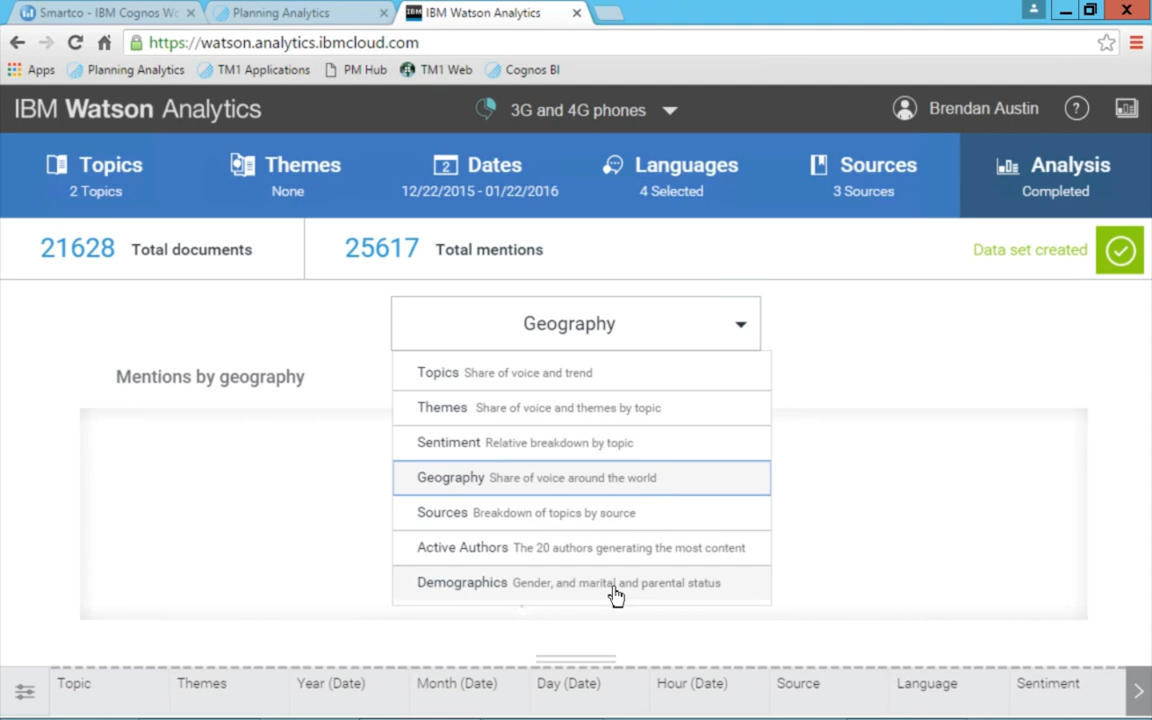 Smartco - IBM Cognos Wo
Planning Analytics
IBM Watson Analytics
https://watson.analytics.ibmcloud.com
Apps
Planning Analytics
TM1 Applications
PM Hub
TM1 Web
Cognos BI
IBM Watson Analytics
3G and 4G phones
Brendan Austin
?
Topics
2 Topics
Themes
None
2 Dates
12/22/2015 - 01/22/2016
Languages
4 Selected
Sources
3 Sources
Analysis
Completed
21628 Total documents
25617 Total mentions
Data set created
Geography
Mentions by geography
Topics Share of voice and trend
Themes Share of voice and themes by topic
Sentiment Relative breakdown by topic
Geography Share of voice around the world
Sources Breakdown of topics by source
Active Authors The 20 authors generating the most content
Demographics Gender, and marital and parental status
Topic
Themes
Year (Date)
Month (Date)
Day (Date)
Hour (Date)
Source
Language
Sentiment